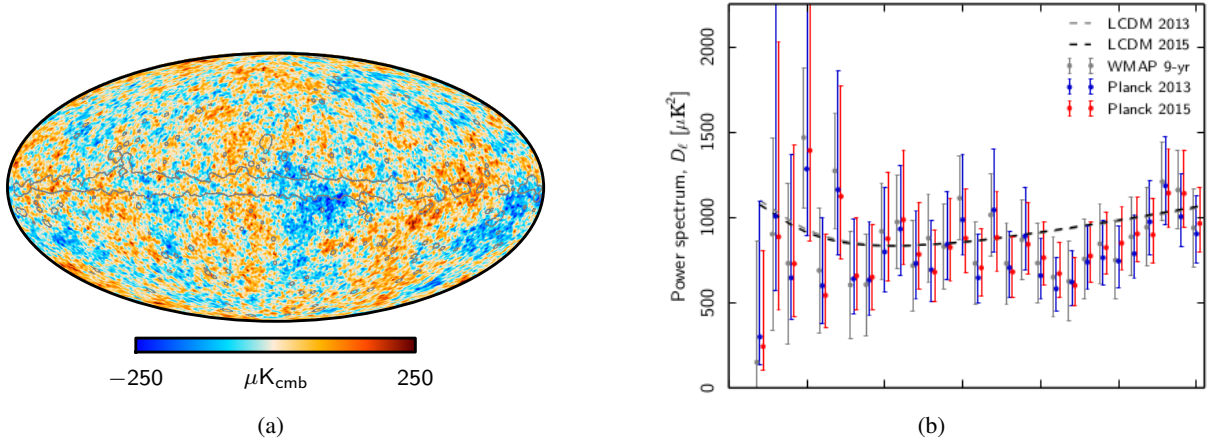 −250
μK_cmb
250
(a)
Power spectrum, D_ℓ [μK²]
0
500
1000
1500
2000
LCDM 2013
LCDM 2015
WMAP 9-yr
Planck 2013
Planck 2015
(b)